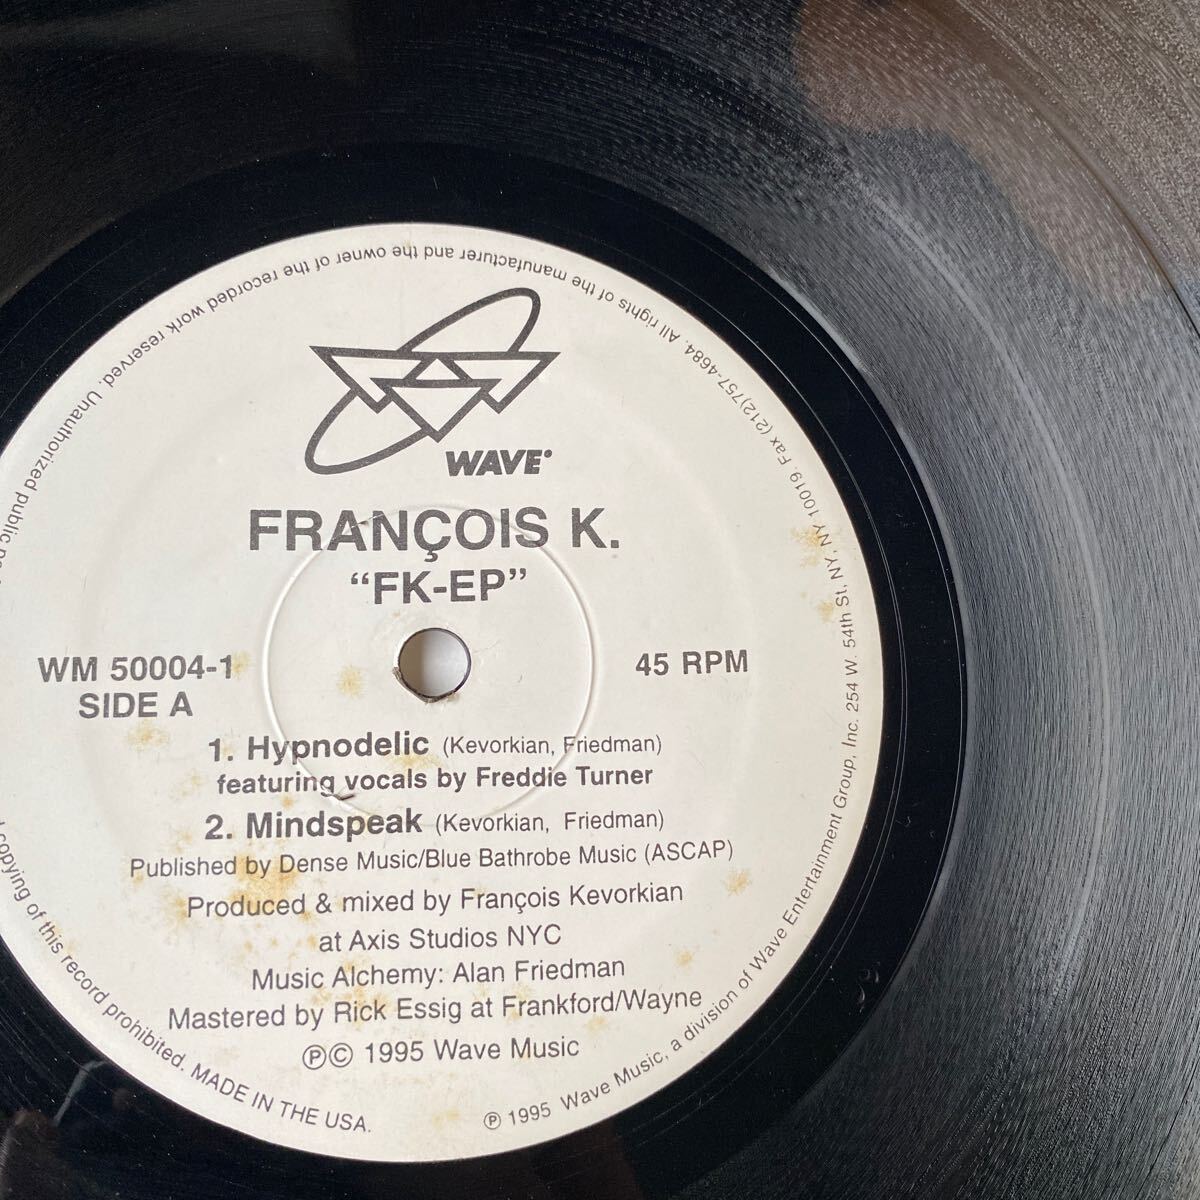 WAVE
FRANÇOIS K.
“FK-EP”
WM 50004-1
SIDE A
45 RPM
1. Hypnodelic (Kevorkian, Friedman)
featuring vocals by Freddie Turner
2. Mindspeak (Kevorkian, Friedman)
Published by Dense Music/Blue Bathrobe Music (ASCAP)
Produced & mixed by François Kevorkian
at Axis Studios NYC
Music Alchemy: Alan Friedman
Mastered by Rick Essig at Frankford/Wayne
℗© 1995 Wave Music
℗ 1995 Wave Music, a division of Wave Entertainment Group, Inc. 254 W. 54th St, NY, NY 10019. Fax (212)757-4684. All rights of the manufacturer and the owner of the recorded work reserved. Unauthorized public
copying of this record prohibited. MADE IN THE USA.